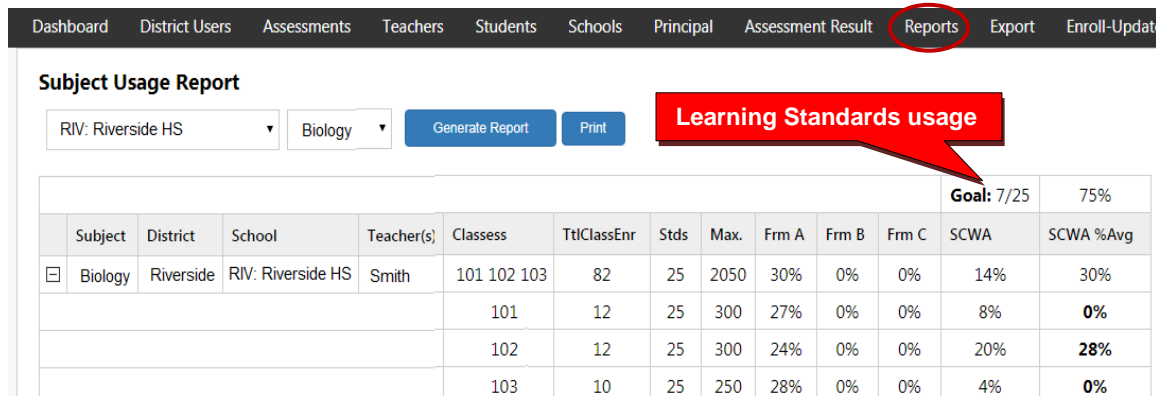 Dashboard District Users Assessments Teachers Students Schools Principal Assessment Result Reports Export Enroll-Update
Subject Usage Report
RIV: Riverside HS Biology Generate Report Print
Learning Standards usage
Goal: 7/25 75%
Subject District School Teacher(s) Classess TtlClassEnr Stds Max. Frm A Frm B Frm C SCWA SCWA %Avg
Biology Riverside RIV: Riverside HS Smith 101 102 103 82 25 2050 30% 0% 0% 14% 30%
101 12 25 300 27% 0% 0% 8% 0%
102 12 25 300 24% 0% 0% 20% 28%
103 10 25 250 28% 0% 0% 4% 0%